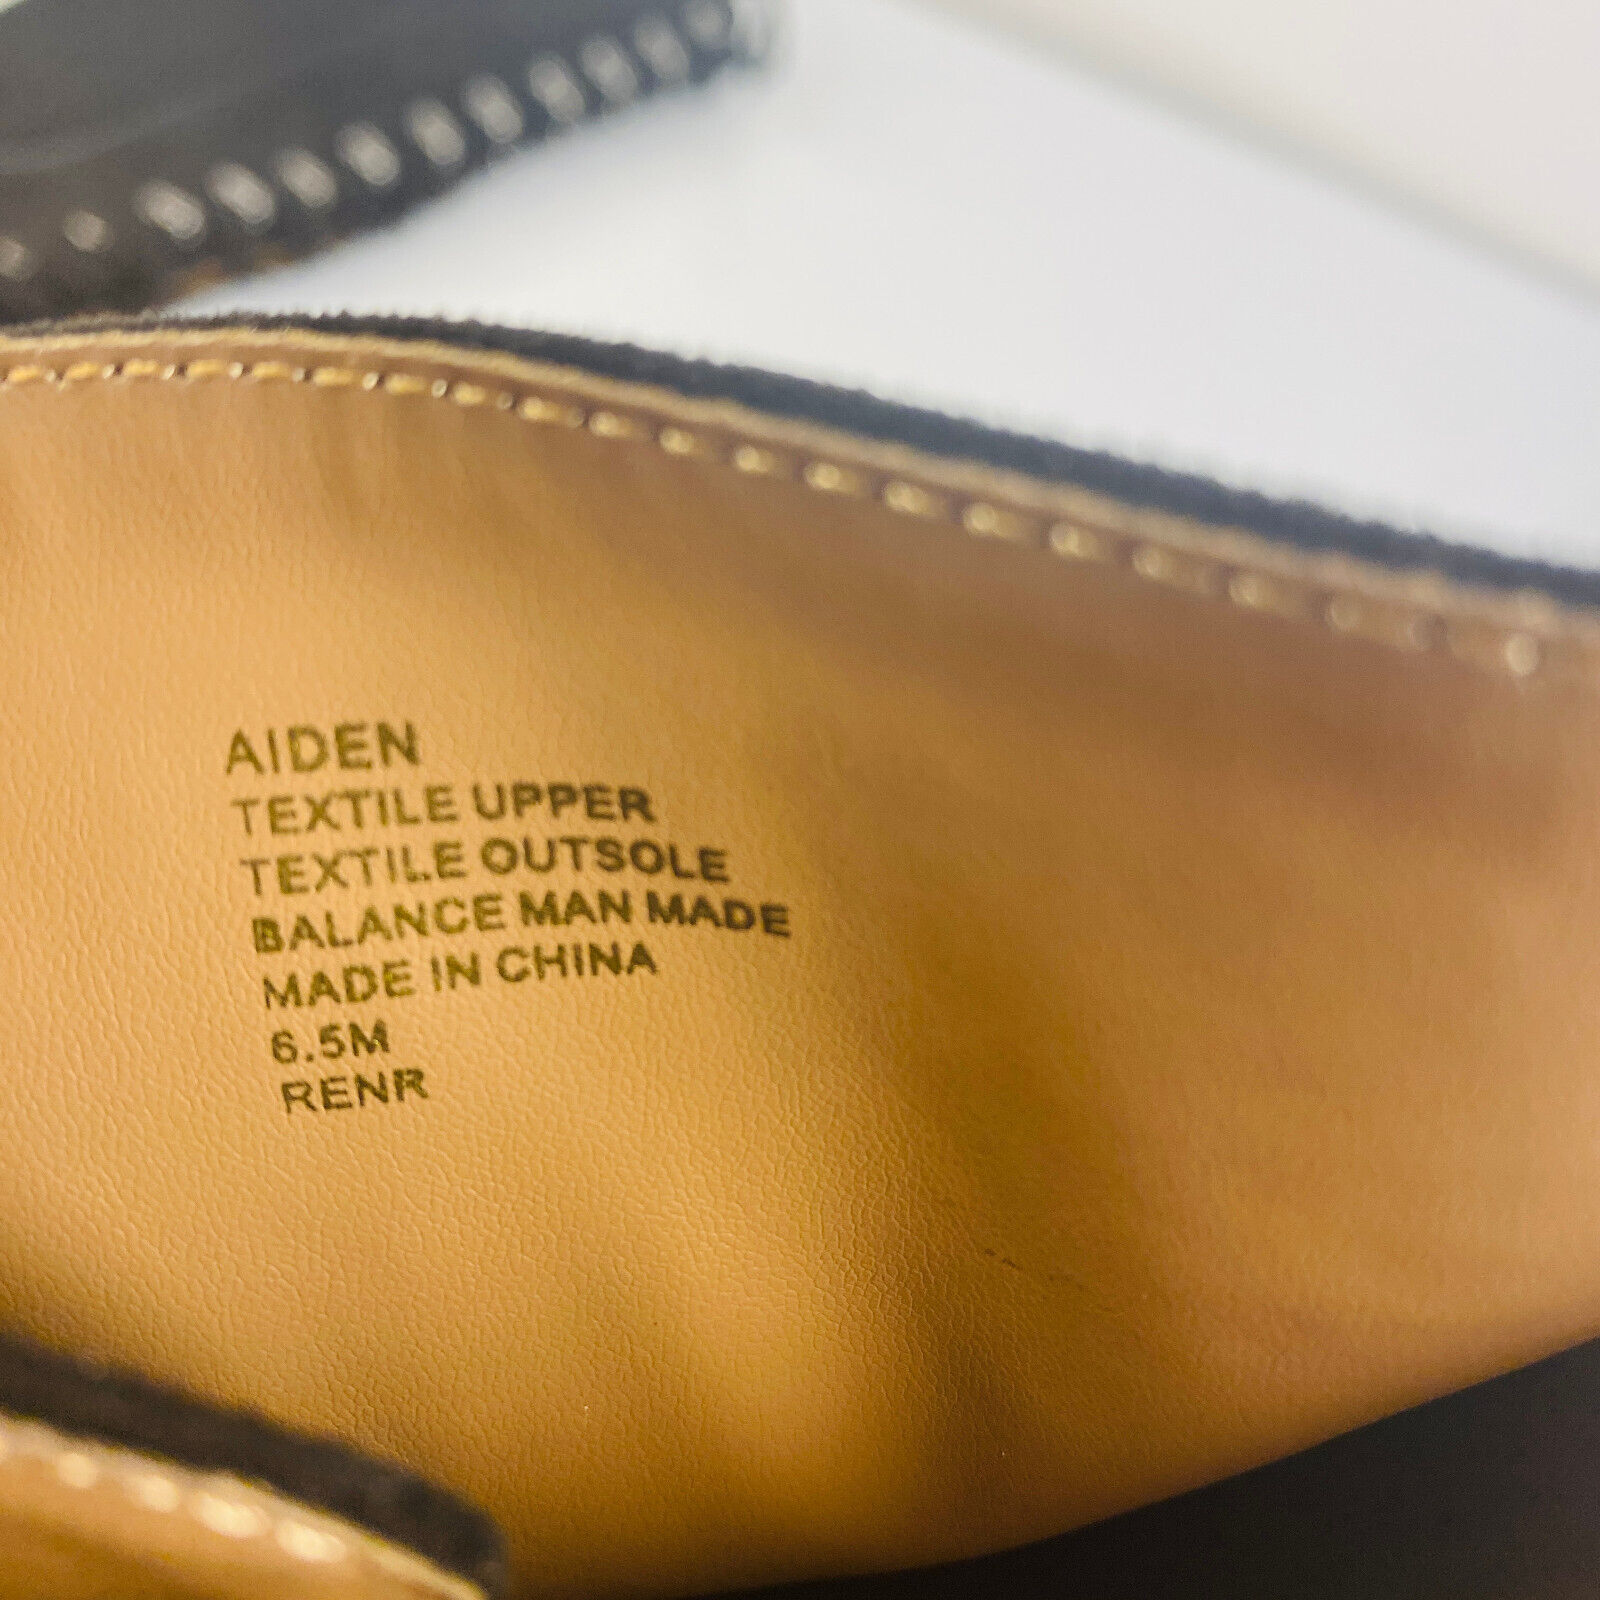 AIDEN
TEXTILE UPPER
TEXTILE OUTSOLE
BALANCE MAN MADE
MADE IN CHINA
6.5M
RENR